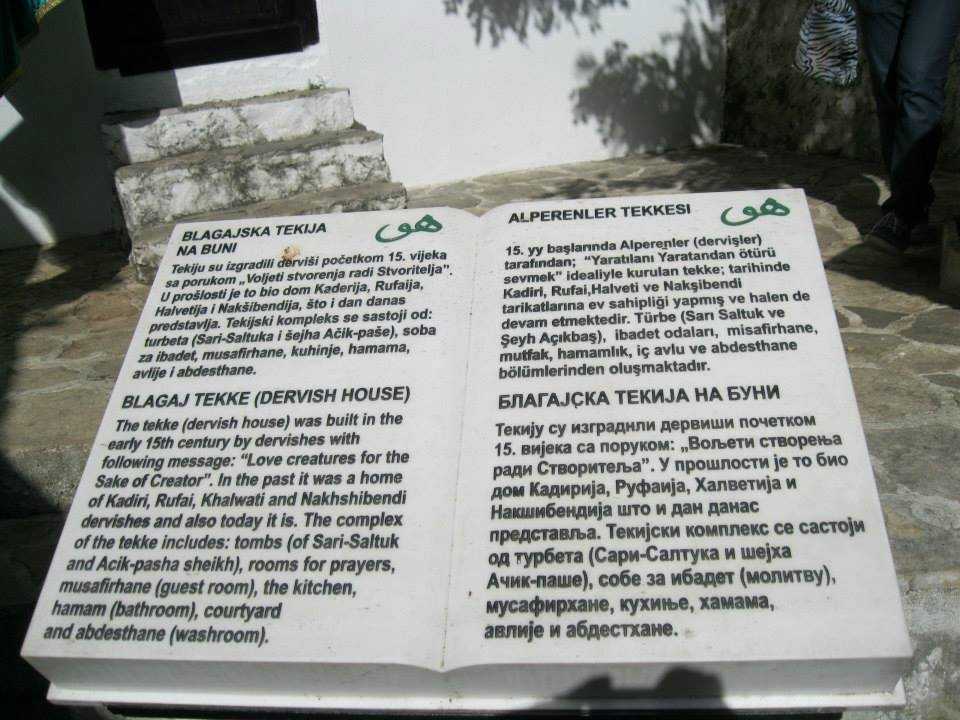 BLAGAJSKA TEKIJA
NA BUNI
هو
Tekiju su izgradili derviši početkom 15. vijeka
sa porukom „Voljeti stvorenja radi Stvoritelja”.
U prošlosti je to bio dom Kaderija, Rufaija,
Halvetija i Nakšibendija, što i dan danas
predstavlja. Tekijski kompleks se sastoji od:
turbeta (Sari-Saltuka i šejha Ačik-paše), soba
za ibadet, musafirhane, kuhinje, hamama,
avlije i abdesthane.
BLAGAJ TEKKE (DERVISH HOUSE)
The tekke (dervish house) was built in the
early 15th century by dervishes with
following message: “Love creatures for the
Sake of Creator”. In the past it was a home
of Kadiri, Rufai, Khalwati and Nakhshibendi
dervishes and also today it is. The complex
of the tekke includes: tombs (of Sari-Saltuk
and Acik-pasha sheikh), rooms for prayers,
musafirhane (guest room), the kitchen,
hamam (bathroom), courtyard
and abdesthane (washroom).
ALPERENLER TEKKESI
هو
15. yy başlarında Alperenler (dervişler)
tarafından; “Yaratılanı Yaratandan ötürü
sevmek” idealiyle kurulan tekke; tarihinde
Kadiri, Rufai,Halveti ve Nakşibendi
tarikatlarına ev sahipliği yapmış ve halen de
devam etmektedir. Türbe (Sarı Saltuk ve
Şeyh Açıkbaş), ibadet odaları, misafirhane,
mutfak, hamamlık, iç avlu ve abdesthane
bölümlerinden oluşmaktadır.
БЛАГАЈСКА ТЕКИЈА НА БУНИ
Текију су изградили дервиши почетком
15. вијека са поруком: „Вољети створења
ради Створитеља”. У прошлости је то био
дом Кадирија, Руфаија, Халветија и
Накшибендија што и дан данас
представља. Текијски комплекс се састоји
од турбета (Сари-Салтука и шејха
Ачик-паше), собе за ибадет (молитву),
мусафирхане, кухиње, хамама,
авлије и абдестхане.